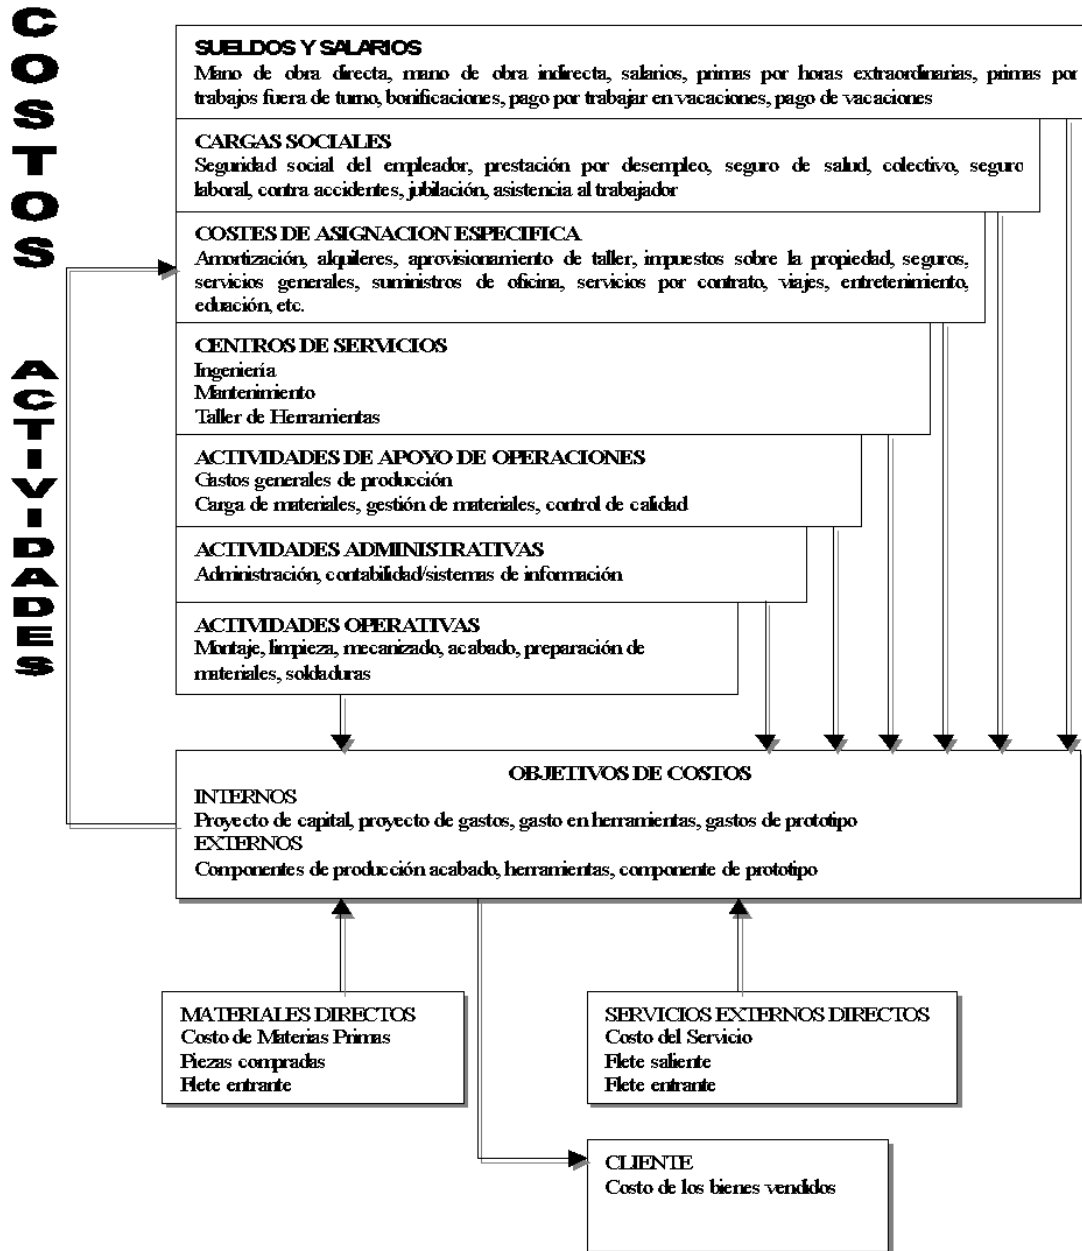 COSTOS ACTIVIDADES
SUELDOS Y SALARIOS
Mano de obra directa, mano de obra indirecta, salarios, primas por horas extraordinarias, primas por
trabajos fuera de turno, bonificaciones, pago por trabajar en vacaciones, pago de vacaciones
CARGAS SOCIALES
Seguridad social del empleador, prestación por desempleo, seguro de salud, colectivo, seguro
laboral, contra accidentes, jubilación, asistencia al trabajador
COSTES DE ASIGNACION ESPECIFICA
Amortización, alquileres, aprovisionamiento de taller, impuestos sobre la propiedad, seguros,
servicios generales, suministros de oficina, servicios por contrato, viajes, entretenimiento,
eduación, etc.
CENTROS DE SERVICIOS
Ingeniería
Mantenimiento
Taller de Herramientas
ACTIVIDADES DE APOYO DE OPERACIONES
Gastos generales de producción
Carga de materiales, gestión de materiales, control de calidad
ACTIVIDADES ADMINISTRATIVAS
Administración, contabilidad/sistemas de información
ACTIVIDADES OPERATIVAS
Montaje, limpieza, mecanizado, acabado, preparación de
materiales, soldaduras
OBJETIVOS DE COSTOS
INTERNOS
Proyecto de capital, proyecto de gastos, gasto en herramientas, gastos de prototipo
EXTERNOS
Componentes de producción acabado, herramientas, componente de prototipo
MATERIALES DIRECTOS
Costo de Materias Primas
Piezas compradas
Flete entrante
SERVICIOS EXTERNOS DIRECTOS
Costo del Servicio
Flete saliente
Flete entrante
CLIENTE
Costo de los bienes vendidos